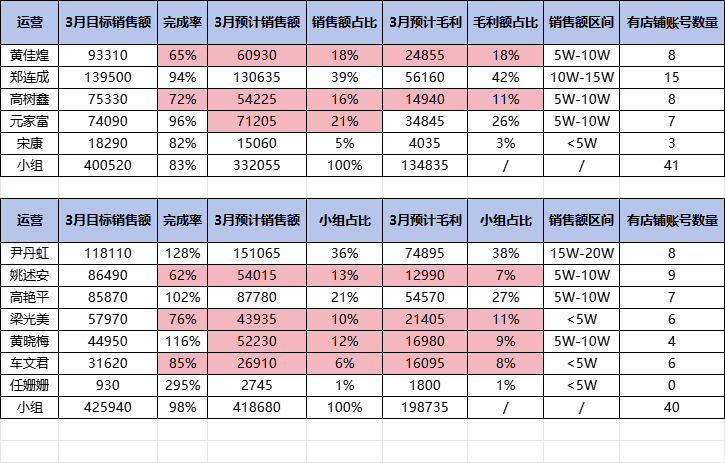 运营 3月目标销售额 完成率 3月预计销售额 销售额占比 3月预计毛利 毛利额占比 销售额区间 有店铺账号数量
黄佳煌 93310 65% 60930 18% 24855 18% 5W-10W 8
郑连成 139500 94% 130635 39% 56160 42% 10W-15W 15
高树鑫 75330 72% 54225 16% 14940 11% 5W-10W 8
元家富 74090 96% 71205 21% 34845 26% 5W-10W 7
宋康 18290 82% 15060 5% 4035 3% <5W 3
小组 400520 83% 332055 100% 134835 / / 41
运营 3月目标销售额 完成率 3月预计销售额 小组占比 3月预计毛利 小组占比 销售额区间 有店铺账号数量
尹丹虹 118110 128% 151065 36% 74895 38% 15W-20W 8
姚述安 86490 62% 54015 13% 12990 7% 5W-10W 9
高艳平 85870 102% 87780 21% 54570 27% 5W-10W 7
梁光美 57970 76% 43935 10% 21405 11% <5W 6
黄晓梅 44950 116% 52230 12% 16980 9% 5W-10W 4
车文君 31620 85% 26910 6% 16095 8% <5W 6
任姗姗 930 295% 2745 1% 1800 1% <5W 0
小组 425940 98% 418680 100% 198735 / / 40